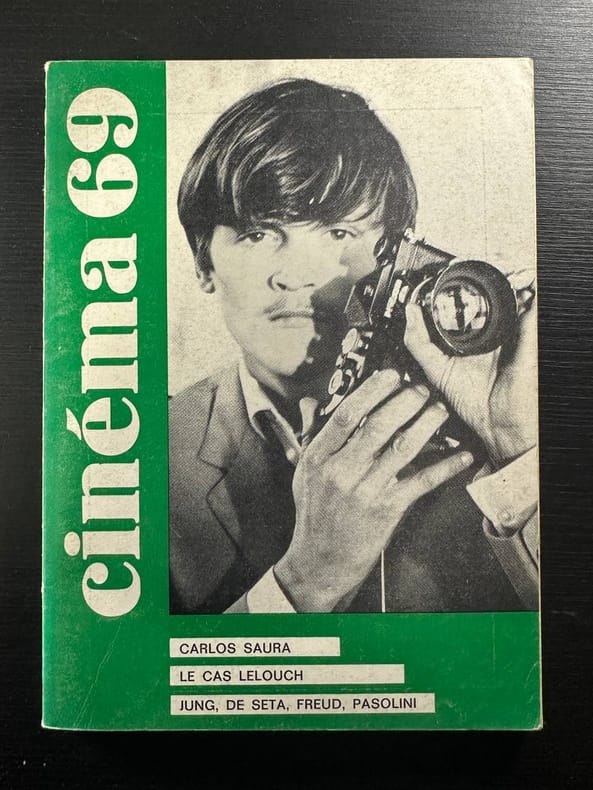 cinéma 69
CARLOS SAURA
LE CAS LELOUCH
JUNG, DE SETA, FREUD, PASOLINI